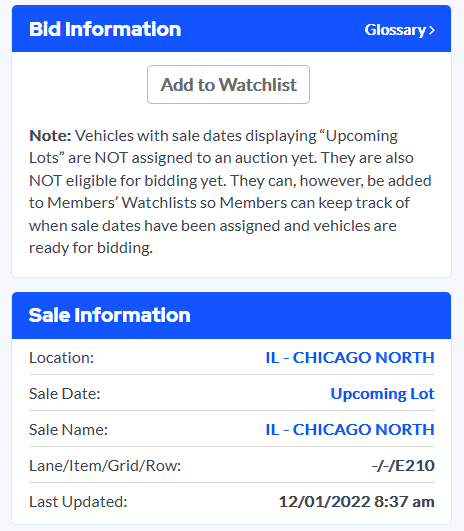 Bid Information
Glossary >
Add to Watchlist
Note: Vehicles with sale dates displaying “Upcoming
Lots” are NOT assigned to an auction yet. They are also
NOT eligible for bidding yet. They can, however, be added
to Members’ Watchlists so Members can keep track of
when sale dates have been assigned and vehicles are
ready for bidding.
Sale Information
Location: IL - CHICAGO NORTH
Sale Date: Upcoming Lot
Sale Name: IL - CHICAGO NORTH
Lane/Item/Grid/Row: -/-/E210
Last Updated: 12/01/2022 8:37 am